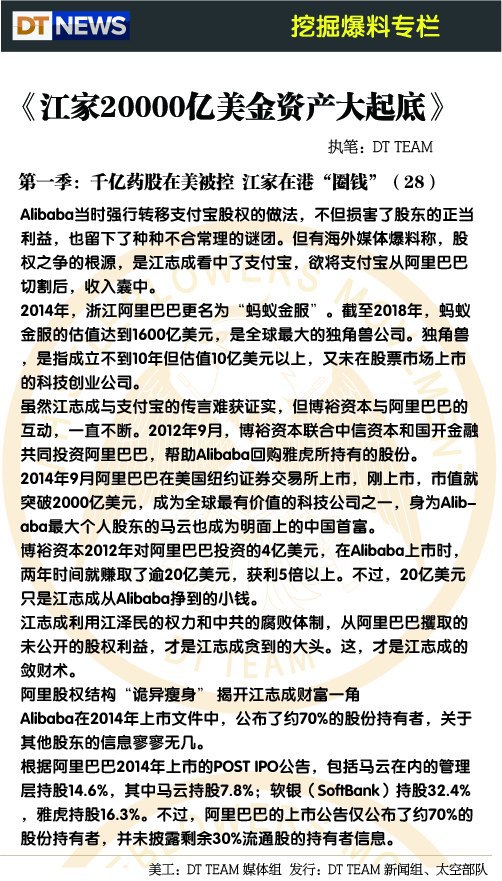 DT NEWS
挖掘爆料专栏
《江家20000亿美金资产大起底》
执笔：DT TEAM
第一季：千亿药股在美被控 江家在港“圈钱”（28）
Alibaba当时强行转移支付宝股权的做法，不但损害了股东的正当
利益，也留下了种种不合常理的谜团。但有海外媒体爆料称，股
权之争的根源，是江志成看中了支付宝，欲将支付宝从阿里巴巴
切割后，收入囊中。
2014年，浙江阿里巴巴更名为“蚂蚁金服”。截至2018年，蚂蚁
金服的估值达到1600亿美元，是全球最大的独角兽公司。独角兽
，是指成立不到10年但估值10亿美元以上，又未在股票市场上市
的科技创业公司。
虽然江志成与支付宝的传言难获证实，但博裕资本与阿里巴巴的
互动，一直不断。2012年9月，博裕资本联合中信资本和国开金融
共同投资阿里巴巴，帮助Alibaba回购雅虎所持有的股份。
2014年9月阿里巴巴在美国纽约证券交易所上市，刚上市，市值就
突破2000亿美元，成为全球最有价值的科技公司之一，身为Alib-
aba最大个人股东的马云也成为明面上的中国首富。
博裕资本2012年对阿里巴巴投资的4亿美元，在Alibaba上市时，
两年时间就赚取了逾20亿美元，获利5倍以上。不过，20亿美元
只是江志成从Alibaba挣到的小钱。
江志成利用江泽民的权力和中共的腐败体制，从阿里巴巴攫取的
未公开的股权利益，才是江志成贪到的大头。这，才是江志成的
敛财术。
阿里股权结构“诡异瘦身” 揭开江志成财富一角
Alibaba在2014年上市文件中，公布了约70%的股份持有者，关于
其他股东的信息寥寥无几。
根据阿里巴巴2014年上市的POST IPO公告，包括马云在内的管理
层持股14.6%，其中马云持股7.8%；软银（SoftBank）持股32.4%
，雅虎持股16.3%。不过，阿里巴巴的上市公告仅公布了约70%的
股份持有者，并未披露剩余30%流通股的持有者信息。
美工：DT TEAM 媒体组 发行：DT TEAM 新闻组、太空部队